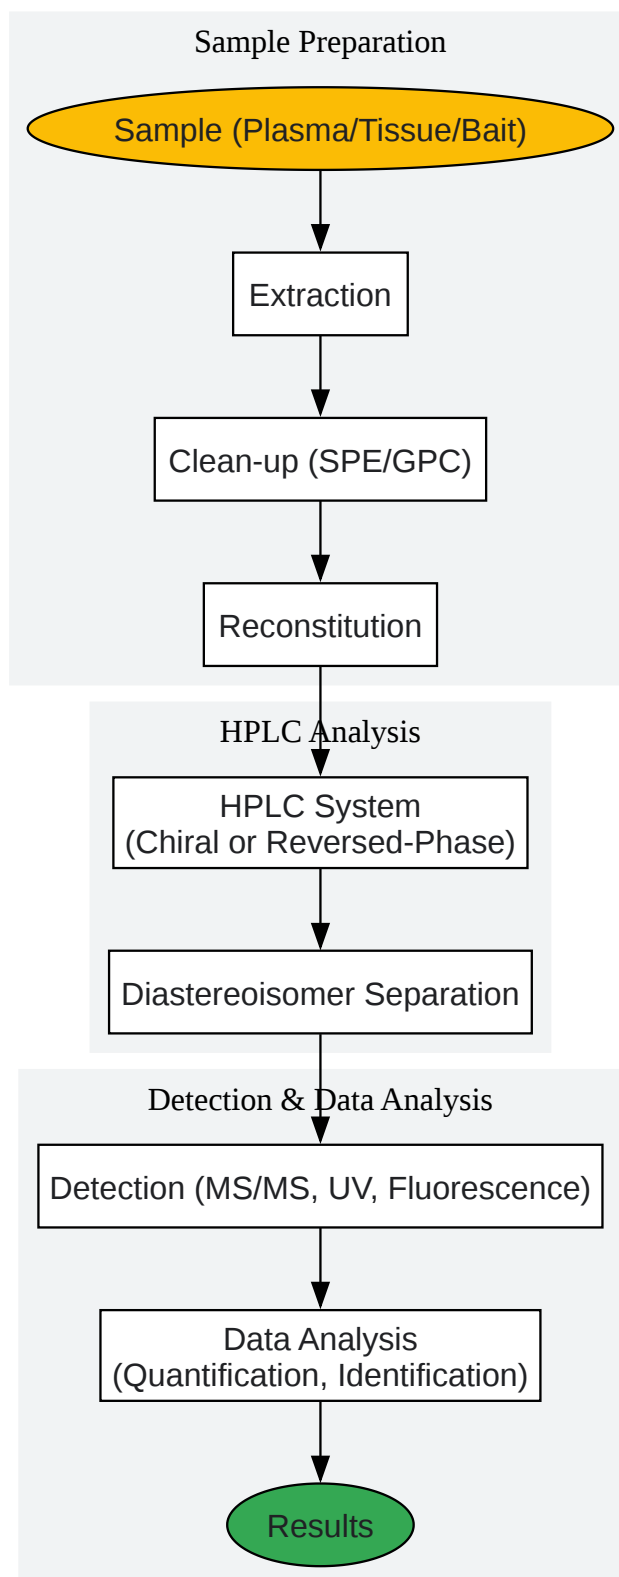 Sample Preparation
Sample (Plasma/Tissue/Bait)
Extraction
Clean-up (SPE/GPC)
Reconstitution
HPLC Analysis
HPLC System
(Chiral or Reversed-Phase)
Diastereoisomer Separation
Detection & Data Analysis
Detection (MS/MS, UV, Fluorescence)
Data Analysis
(Quantification, Identification)
Results